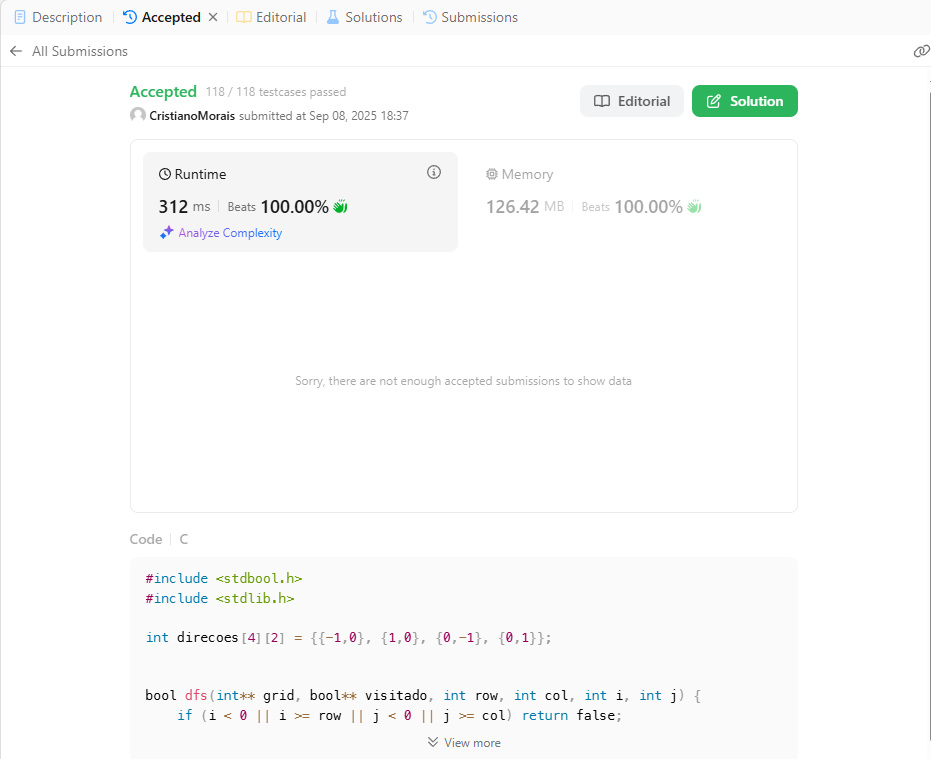 Description Accepted Editorial Solutions Submissions
All Submissions
Accepted 118 / 118 testcases passed
CristianoMorais submitted at Sep 08, 2025 18:37
Editorial Solution
Runtime
312 ms Beats 100.00%
Analyze Complexity
Memory
126.42 MB Beats 100.00%
Sorry, there are not enough accepted submissions to show data
Code C
#include <stdbool.h>
#include <stdlib.h>
int direcoes[4][2] = {{-1,0}, {1,0}, {0,-1}, {0,1}};
bool dfs(int** grid, bool** visitado, int row, int col, int i, int j) {
if (i < 0 || i >= row || j < 0 || j >= col) return false;
View more